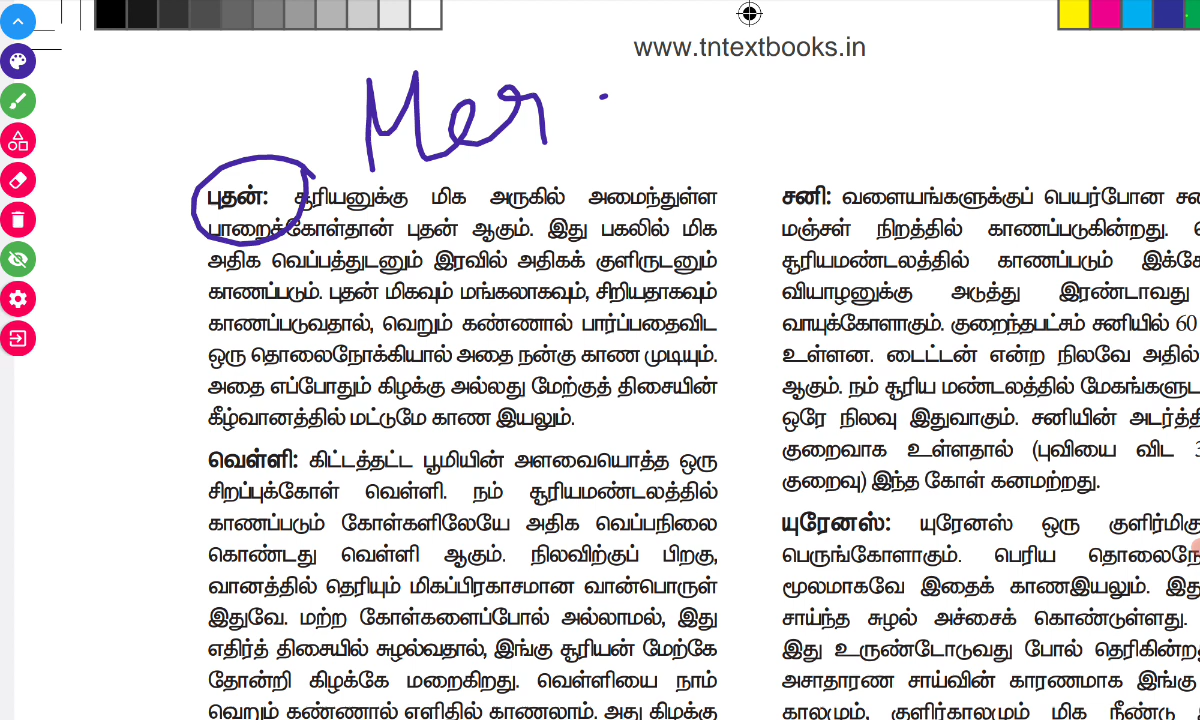 www.tntextbooks.in
Mer
புதன்: சூரியனுக்கு மிக அருகில் அமைந்துள்ள
பாறைக்கோள்தான் புதன் ஆகும். இது பகலில் மிக
அதிக வெப்பத்துடனும் இரவில் அதிகக் குளிருடனும்
காணப்படும். புதன் மிகவும் மங்கலாகவும், சிறியதாகவும்
காணப்படுவதால், வெறும் கண்ணால் பார்ப்பதைவிட
ஒரு தொலைநோக்கியால் அதை நன்கு காண முடியும்.
அதை எப்போதும் கிழக்கு அல்லது மேற்குத் திசையின்
கீழ்வானத்தில் மட்டுமே காண இயலும்.
வெள்ளி: கிட்டத்தட்ட பூமியின் அளவையொத்த ஒரு
சிறப்புக்கோள் வெள்ளி. நம் சூரியமண்டலத்தில்
காணப்படும் கோள்களிலேயே அதிக வெப்பநிலை
கொண்டது வெள்ளி ஆகும். நிலவிற்குப் பிறகு,
வானத்தில் தெரியும் மிகப்பிரகாசமான வான்பொருள்
இதுவே. மற்ற கோள்களைப்போல் அல்லாமல், இது
எதிர்த் திசையில் சுழல்வதால், இங்கு சூரியன் மேற்கே
தோன்றி கிழக்கே மறைகிறது. வெள்ளியை நாம்
வெறும் கண்ணால் எளிதில் காணலாம். அது கிழக்கு
சனி: வளையங்களுக்குப் பெயர்போன
மஞ்சள் நிறத்தில் காணப்படுகின்றது.
சூரியமண்டலத்தில் காணப்படும்
வியாழனுக்கு அடுத்து இரண்டாவது
வாயுக்கோளாகும். குறைந்தபட்சம் சனியில் 60
உள்ளன. டைட்டன் என்ற நிலவே அதில்
ஆகும். நம் சூரிய மண்டலத்தில்
ஒரே நிலவு இதுவாகும். சனியின்
குறைவாக உள்ளதால் (புவியை விட
குறைவு) இந்த கோள் கனமற்றது.
யுரேனஸ்: யுரேனஸ் ஒரு
பெருங்கோளாகும். பெரிய
மூலமாகவே இதைக் காணஇயலும்.
சாய்ந்த சுழல் அச்சைக் கொண்டுள்ளது.
இது உருண்டோடுவது போல்
அசாதாரண சாய்வின் காரணமாக இங்கு
காலமும், குளிர்காலமும் மிக நீண்டு